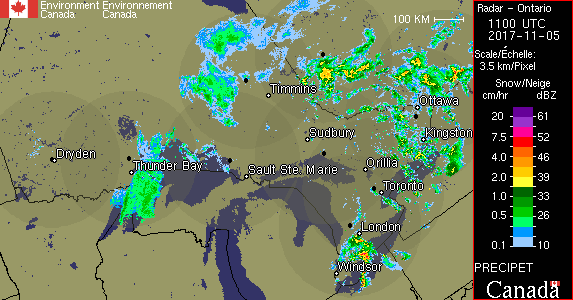 Environment Environnement
Canada Canada
100 KM
Radar - Ontario
1100 UTC
2017-11-05
Scale/Échelle:
3.5 km/Pixel
Snow/Neige
cm/hr dBZ
20 61
7.5 57
5.5 52
4.0 46
2.0 39
1.0 33
0.5 26
0.1 10
Timmins
Ottawa
Sudbury
Kingston
Dryden
Thunder Bay
Sault Ste. Marie
Orillia
Toronto
London
Windsor
PRECIPET
Canada